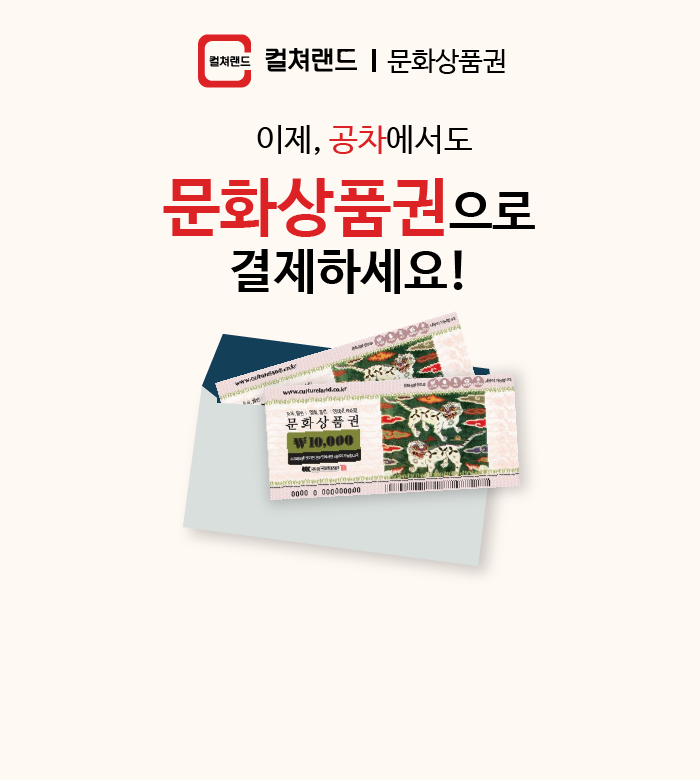 컬쳐랜드 컬쳐랜드 | 문화상품권
이제, 공차에서도
문화상품권으로
결제하세요!
www.cultureland.co.kr
www.cultureland.co.kr
문화상품권
₩10,000
0000 0 000000000